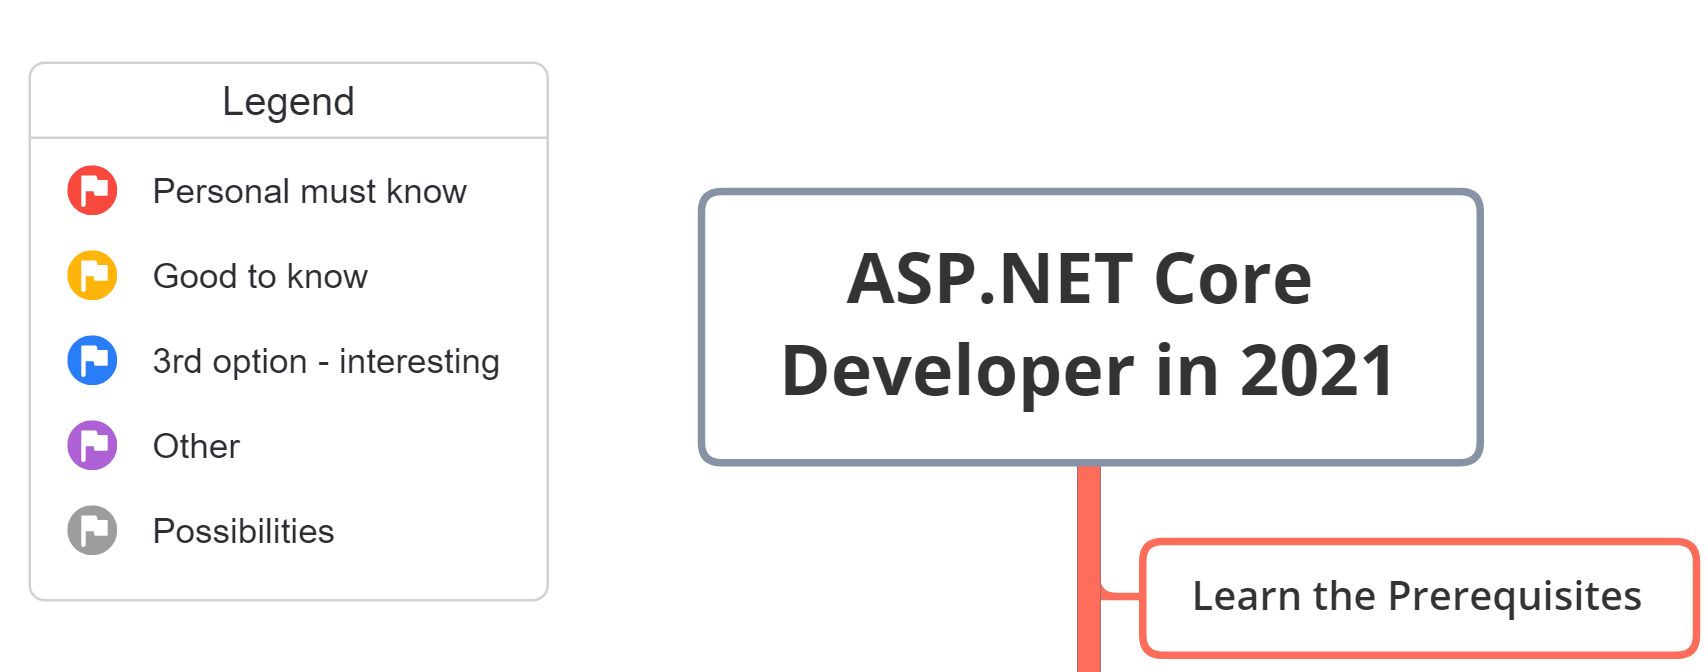 Legend
Personal must know
Good to know
3rd option - interesting
Other
Possibilities
ASP.NET Core
Developer in 2021
Learn the Prerequisites